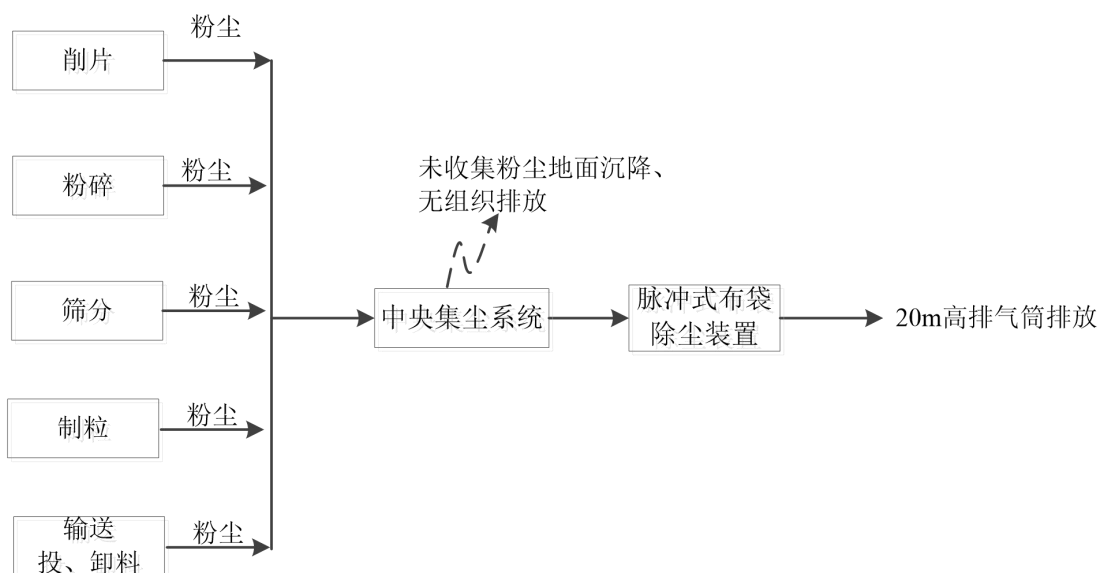 粉尘
削片
粉尘
粉碎
未收集粉尘地面沉降、
无组织排放
粉尘
筛分
中央集尘系统
脉冲式布袋
除尘装置
20m高排气筒排放
粉尘
制粒
粉尘
输送
投、卸料